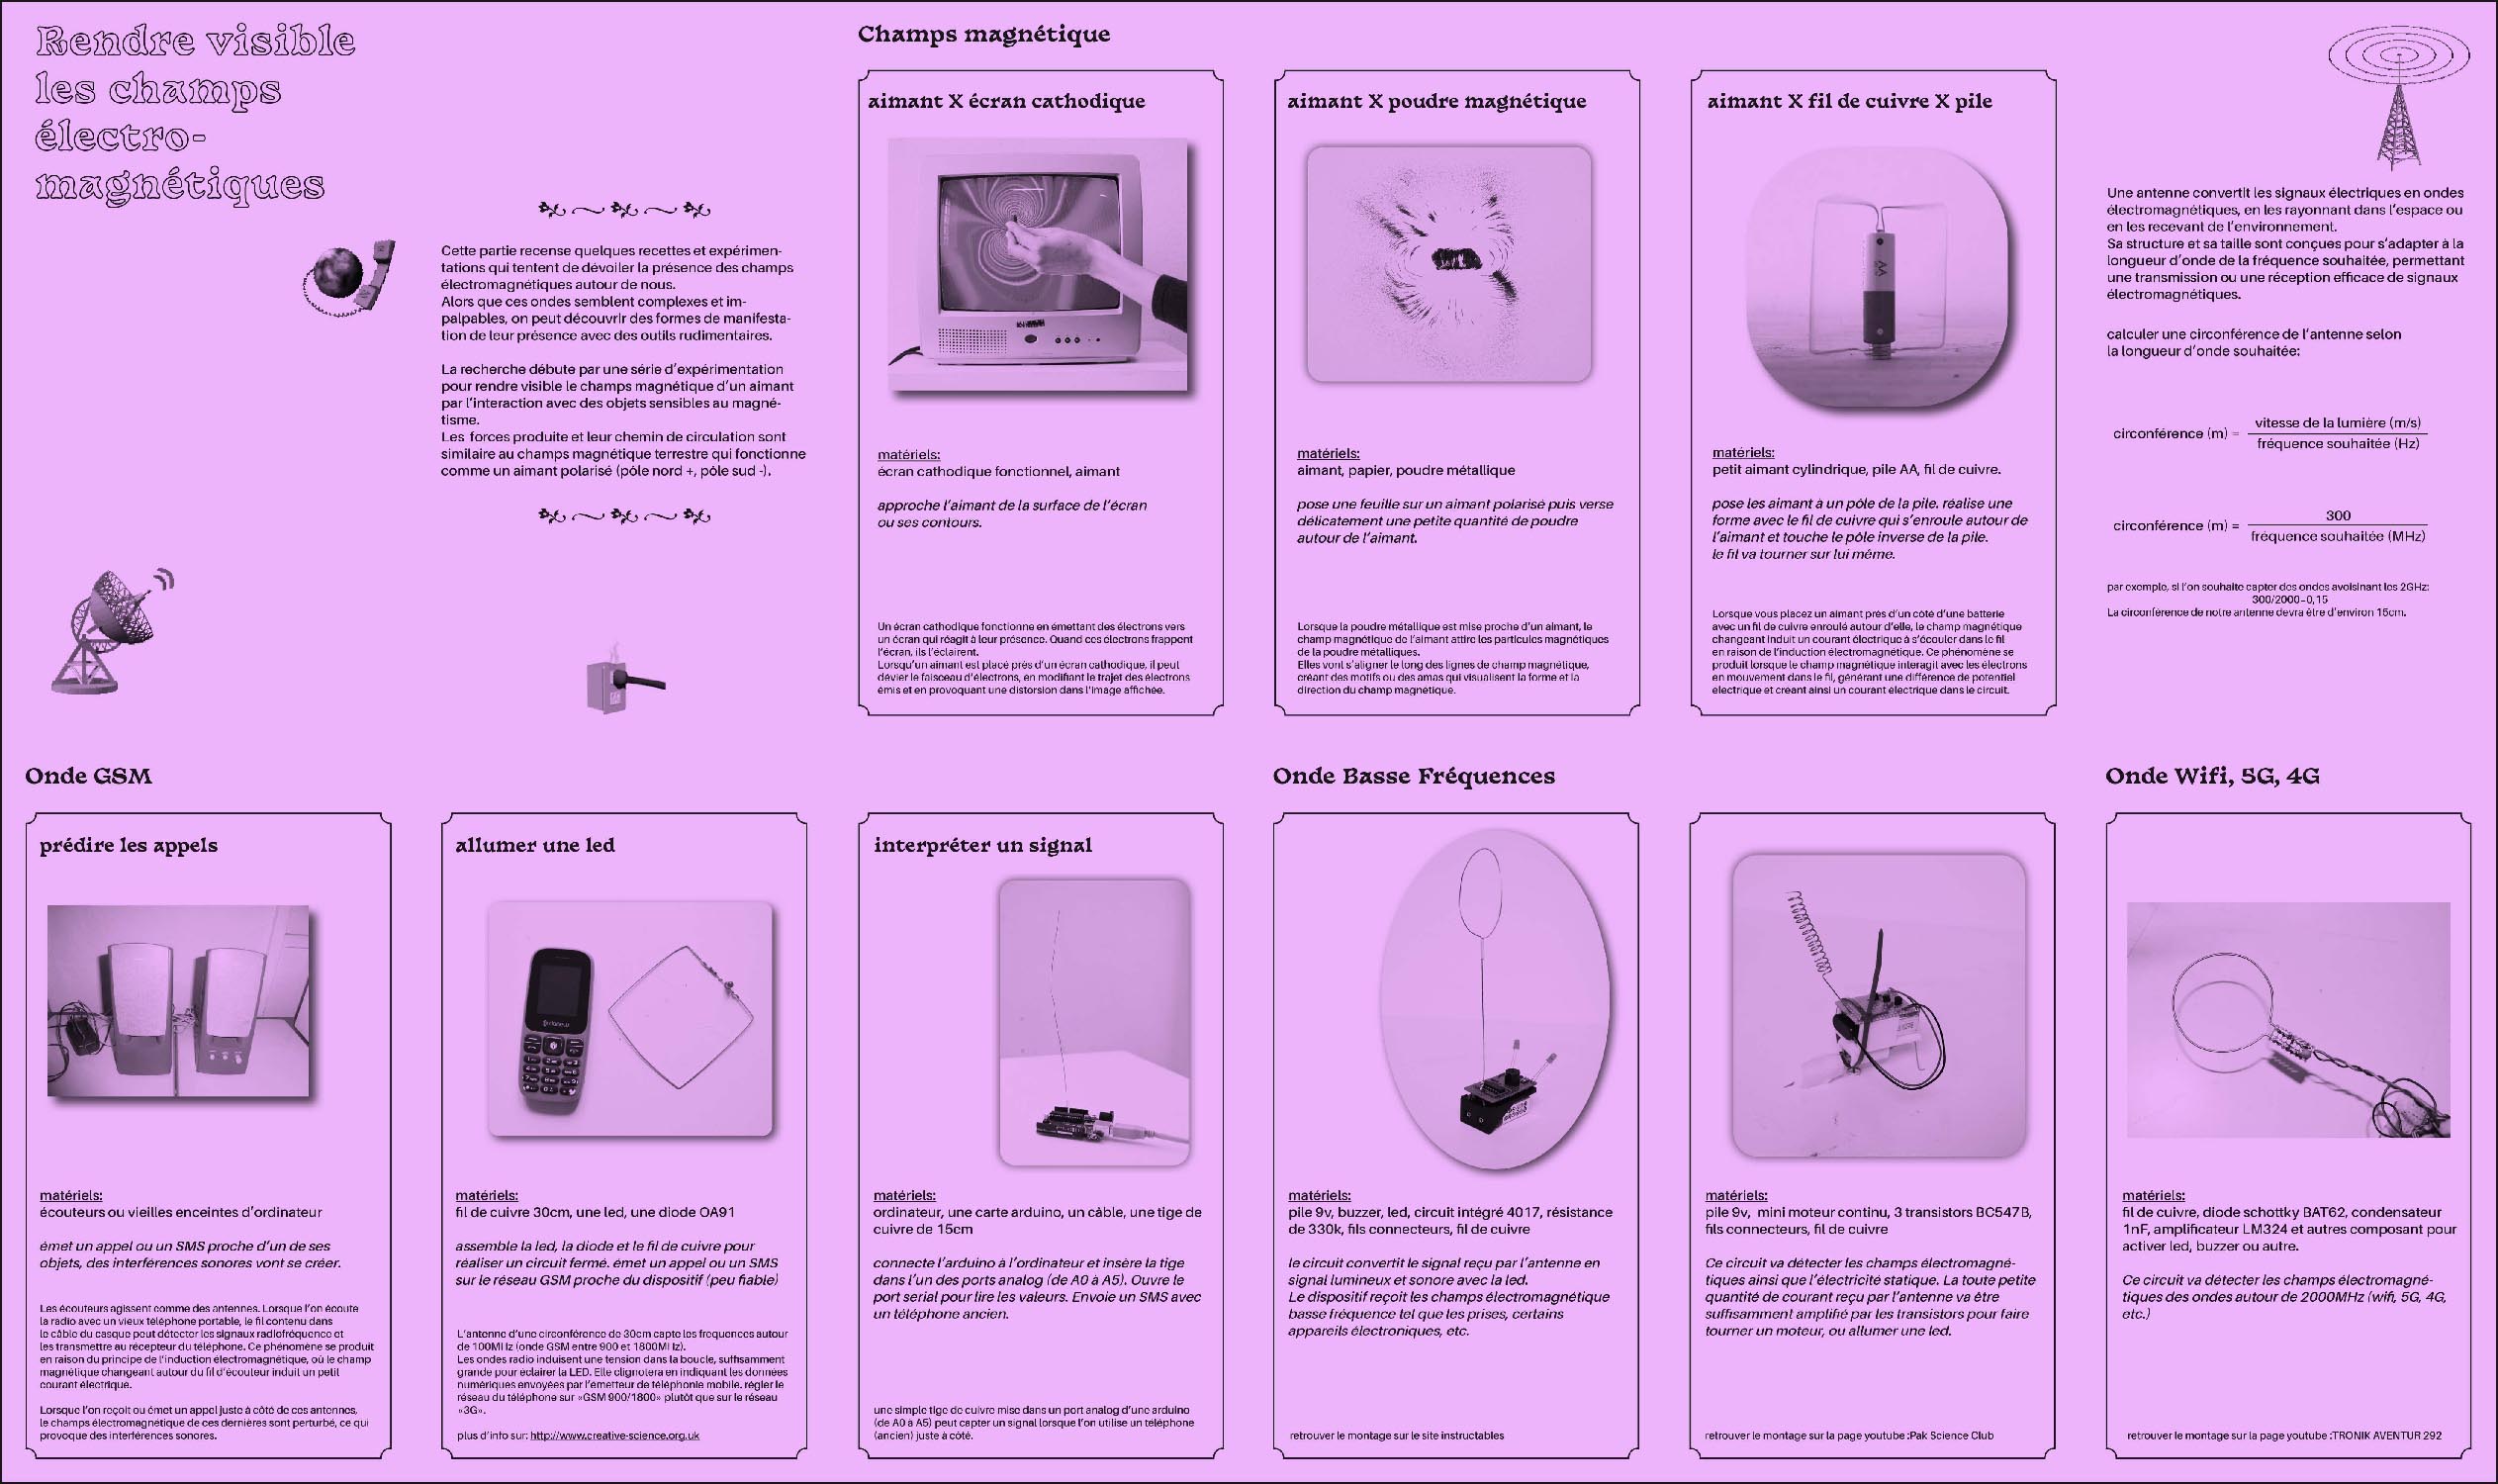 Rendre visible
les champs
électro-
magnétiques
Cette partie recense quelques recettes et expérimen-
tations qui tentent de dévoiler la présence des champs
électromagnétiques autour de nous.
Alors que ces ondes semblent complexes et im-
palpables, on peut découvrir des formes de manifesta-
tion de leur présence avec des outils rudimentaires.
La recherche débute par une série d'expérimentation
pour rendre visible le champs magnétique d'un aimant
par l'interaction avec des objets sensibles au magné-
tisme.
Les forces produite et leur chemin de circulation sont
similaire au champs magnétique terrestre qui fonctionne
comme un aimant polarisé (pôle nord +, pôle sud -).
Champs magnétique
aimant X écran cathodique
matériels:
écran cathodique fonctionnel, aimant
approche l'aimant de la surface de l'écran
ou ses contours.
Un écran cathodique fonctionne en émettant des électrons vers
un écran qui réagit à leur présence. Quand ces électrons frappent
l'écran, ils l'éclairent.
Lorsqu'un aimant est placé près d'un écran cathodique, il peut
dévier le faisceau d'électrons, en modifiant le trajet des électrons
émis et en provoquant une distorsion dans l'image affichée.
aimant X poudre magnétique
matériels:
aimant, papier, poudre métallique
pose une feuille sur un aimant polarisé puis verse
délicatement une petite quantité de poudre
autour de l'aimant.
Lorsque la poudre métallique est mise proche d'un aimant, le
champ magnétique de l'aimant attire les particules magnétiques
de la poudre métalliques.
Elles vont s'aligner le long des lignes de champ magnétique,
créant des motifs ou des amas qui visualisent la forme et la
direction du champ magnétique.
aimant X fil de cuivre X pile
AA
matériels:
petit aimant cylindrique, pile AA, fil de cuivre.
pose les aimant à un pôle de la pile. réalise une
forme avec le fil de cuivre qui s'enroule autour de
l'aimant et touche le pôle inverse de la pile.
le fil va tourner sur lui même.
Lorsque vous placez un aimant près d'un côté d'une batterie
avec un fil de cuivre enroulé autour d'elle, le champ magnétique
changeant induit un courant électrique à s'écouler dans le fil
en raison de l'induction électromagnétique. Ce phénomène se
produit lorsque le champ magnétique interagit avec les électrons
en mouvement dans le fil, générant une différence de potentiel
electrique et créant ainsi un courant électrique dans le circuit.
Une antenne convertit les signaux électriques en ondes
électromagnétiques, en les rayonnant dans l'espace ou
en les recevant de l'environnement.
Sa structure et sa taille sont conçues pour s'adapter à la
longueur d'onde de la fréquence souhaitée, permettant
une transmission ou une réception efficace de signaux
électromagnétiques.
calculer une circonférence de l'antenne selon
la longueur d'onde souhaitée:
circonférence (m) = vitesse de la lumière (m/s)
fréquence souhaitée (Hz)
circonférence (m) = 300
fréquence souhaitée (MHz)
par exemple, si l'on souhaite capter des ondes avoisinant les 2GHz:
300/2000=0,15
La circonférence de notre antenne devra être d'environ 15cm.
Onde GSM
prédire les appels
matériels:
écouteurs ou vieilles enceintes d'ordinateur
émet un appel ou un SMS proche d'un de ses
objets, des interférences sonores vont se créer.
Les écouteurs agissent comme des antennes. Lorsque l'on écoute
la radio avec un vieux téléphone portable, le fil contenu dans
le câble du casque peut détecter les signaux radiofréquence et
les transmettre au récepteur du téléphone. Ce phénomène se produit
en raison du principe de l'induction électromagnétique, où le champ
magnétique changeant autour du fil d'écouteur induit un petit
courant électrique.
Lorsque l'on reçoit ou émet un appel juste à côté de ces antennes,
le champs électromagnétique de ces dernières sont perturbé, ce qui
provoque des interférences sonores.
allumer une led
matériels:
fil de cuivre 30cm, une led, une diode OA91
assemble la led, la diode et le fil de cuivre pour
réaliser un circuit fermé. émet un appel ou un SMS
sur le réseau GSM proche du dispositif (peu fiable)
L'antenne d'une circonférence de 30cm capte les frequences autour
de 100MHz (onde GSM entre 900 et 1800MHz).
Les ondes radio induisent une tension dans la boucle, suffisamment
grande pour éclairer la LED. Elle clignotera en indiquant les données
numériques envoyées par l'émetteur de téléphonie mobile. régler le
réseau du téléphone sur «GSM 900/1800» plutôt que sur le réseau
«3G».
plus d'info sur: http://www.creative-science.org.uk
interpréter un signal
matériels:
ordinateur, une carte arduino, un câble, une tige de
cuivre de 15cm
connecte l'arduino à l'ordinateur et insère la tige
dans l'un des ports analog (de A0 à A5). Ouvre le
port serial pour lire les valeurs. Envoie un SMS avec
un téléphone ancien.
une simple tige de cuivre mise dans un port analog d'une arduino
(de A0 à A5) peut capter un signal lorsque l'on utilise un téléphone
(ancien) juste à côté.
Onde Basse Fréquences
matériels:
pile 9v, buzzer, led, circuit intégré 4017, résistance
de 330k, fils connecteurs, fil de cuivre
le circuit convertit le signal reçu par l'antenne en
signal lumineux et sonore avec la led.
Le dispositif reçoit les champs électromagnétique
basse fréquence tel que les prises, certains
appareils électroniques, etc.
retrouver le montage sur le site instructables
matériels:
pile 9v, mini moteur continu, 3 transistors BC547B,
fils connecteurs, fil de cuivre
Ce circuit va détecter les champs électromagné-
tiques ainsi que l'électricité statique. La toute petite
quantité de courant reçu par l'antenne va être
suffisamment amplifié par les transistors pour faire
tourner un moteur, ou allumer une led.
retrouver le montage sur la page youtube :Pak Science Club
Onde Wifi, 5G, 4G
matériels:
fil de cuivre, diode schottky BAT62, condensateur
1nF, amplificateur LM324 et autres composant pour
activer led, buzzer ou autre.
Ce circuit va détecter les champs électromagné-
tiques des ondes autour de 2000MHz (wifi, 5G, 4G,
etc.)
retrouver le montage sur la page youtube :TRONIK AVENTUR 292